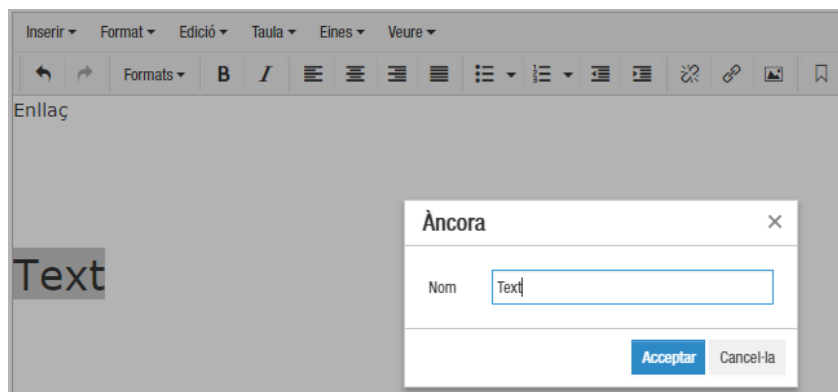 Inserir Format Edició Taula Eines Veure
Formats B I
Enllaç
Àncora
Text
Nom Text
Acceptar Cancel·la